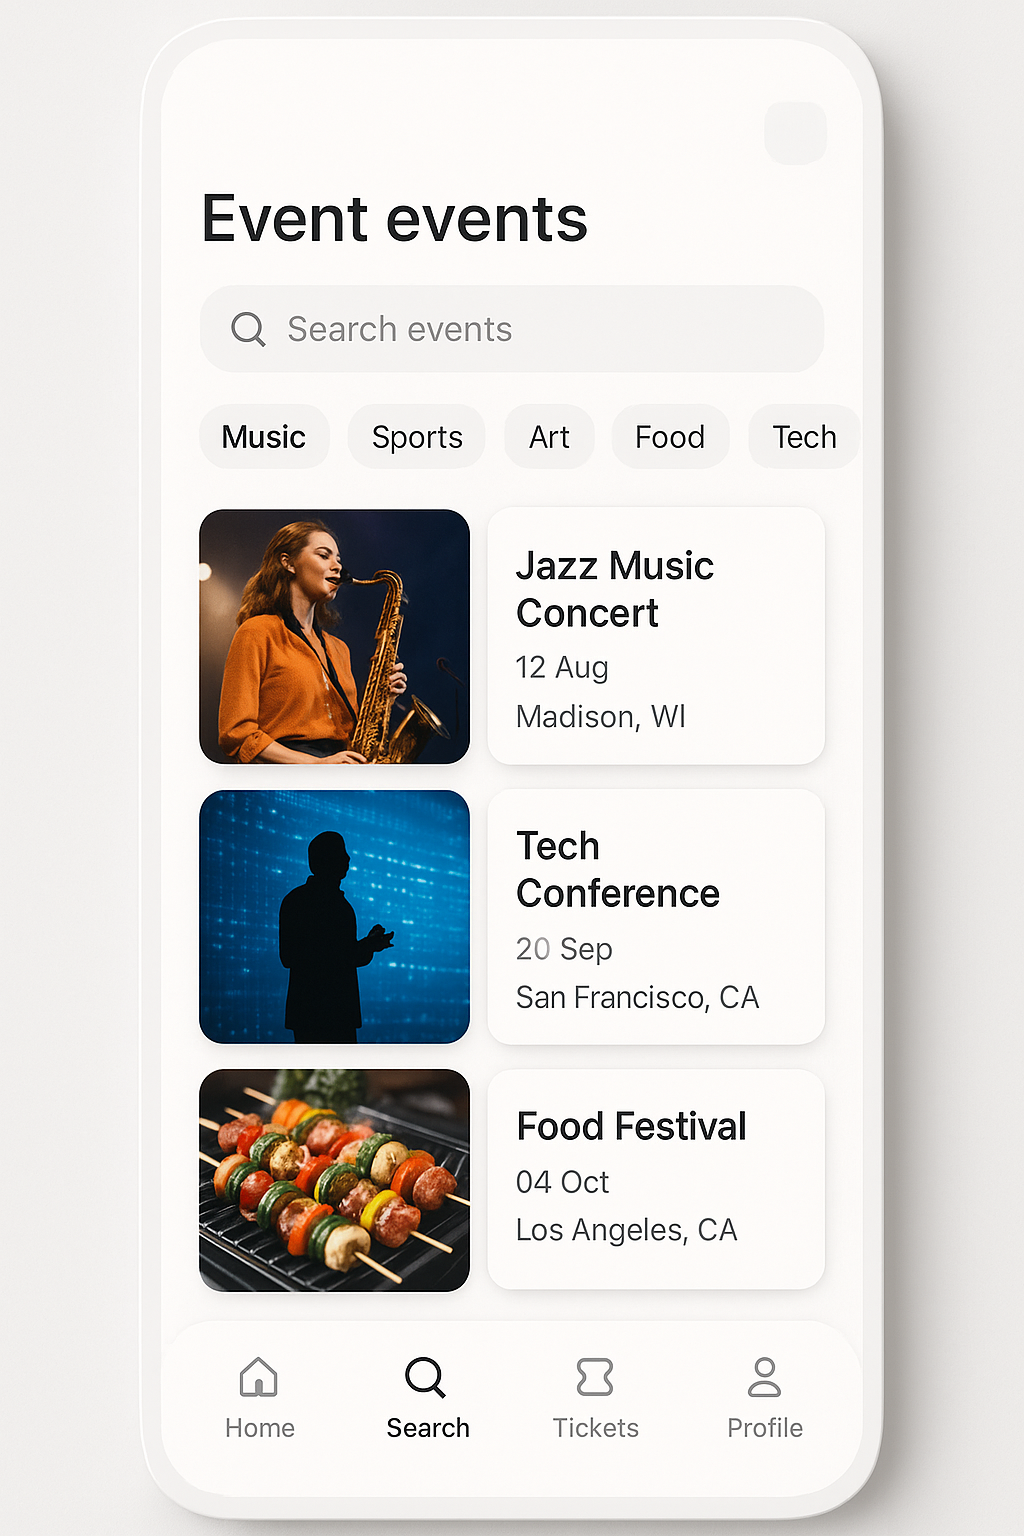 Event events
Search events
Music Sports Art Food Tech
Jazz Music
Concert
12 Aug
Madison, WI
Tech
Conference
20 Sep
San Francisco, CA
Food Festival
04 Oct
Los Angeles, CA
Home Search Tickets Profile